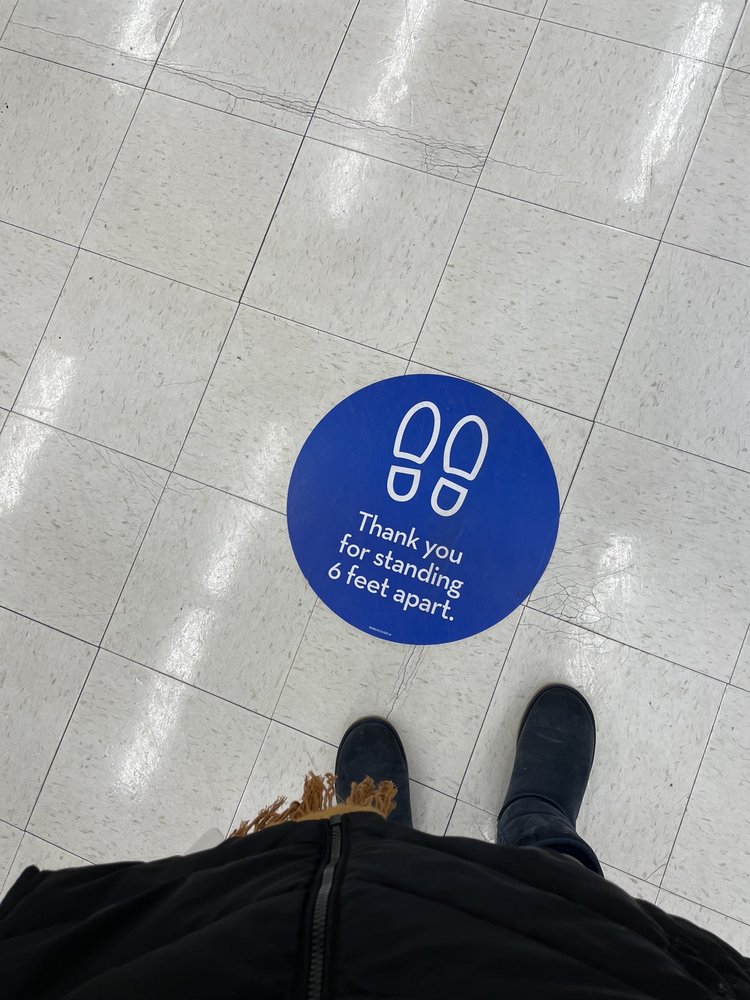 Thank you
for standing
6 feet apart.